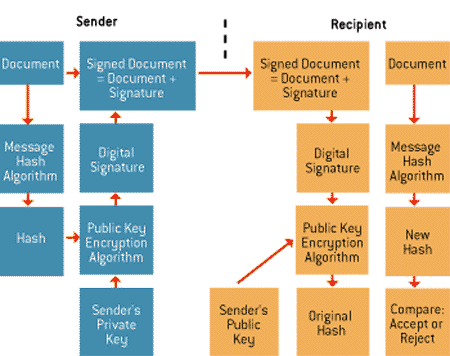 Sender
Recipient
Document
Signed Document
= Document +
Signature
Signed Document
= Document +
Signature
Document
Message
Hash
Algorithm
Digital
Signature
Digital
Signature
Message
Hash
Algorithm
Hash
Public Key
Encryption
Algorithm
Public Key
Encryption
Algorithm
New
Hash
Sender's
Private
Key
Sender's
Public
Key
Original
Hash
Compare:
Accept or
Reject